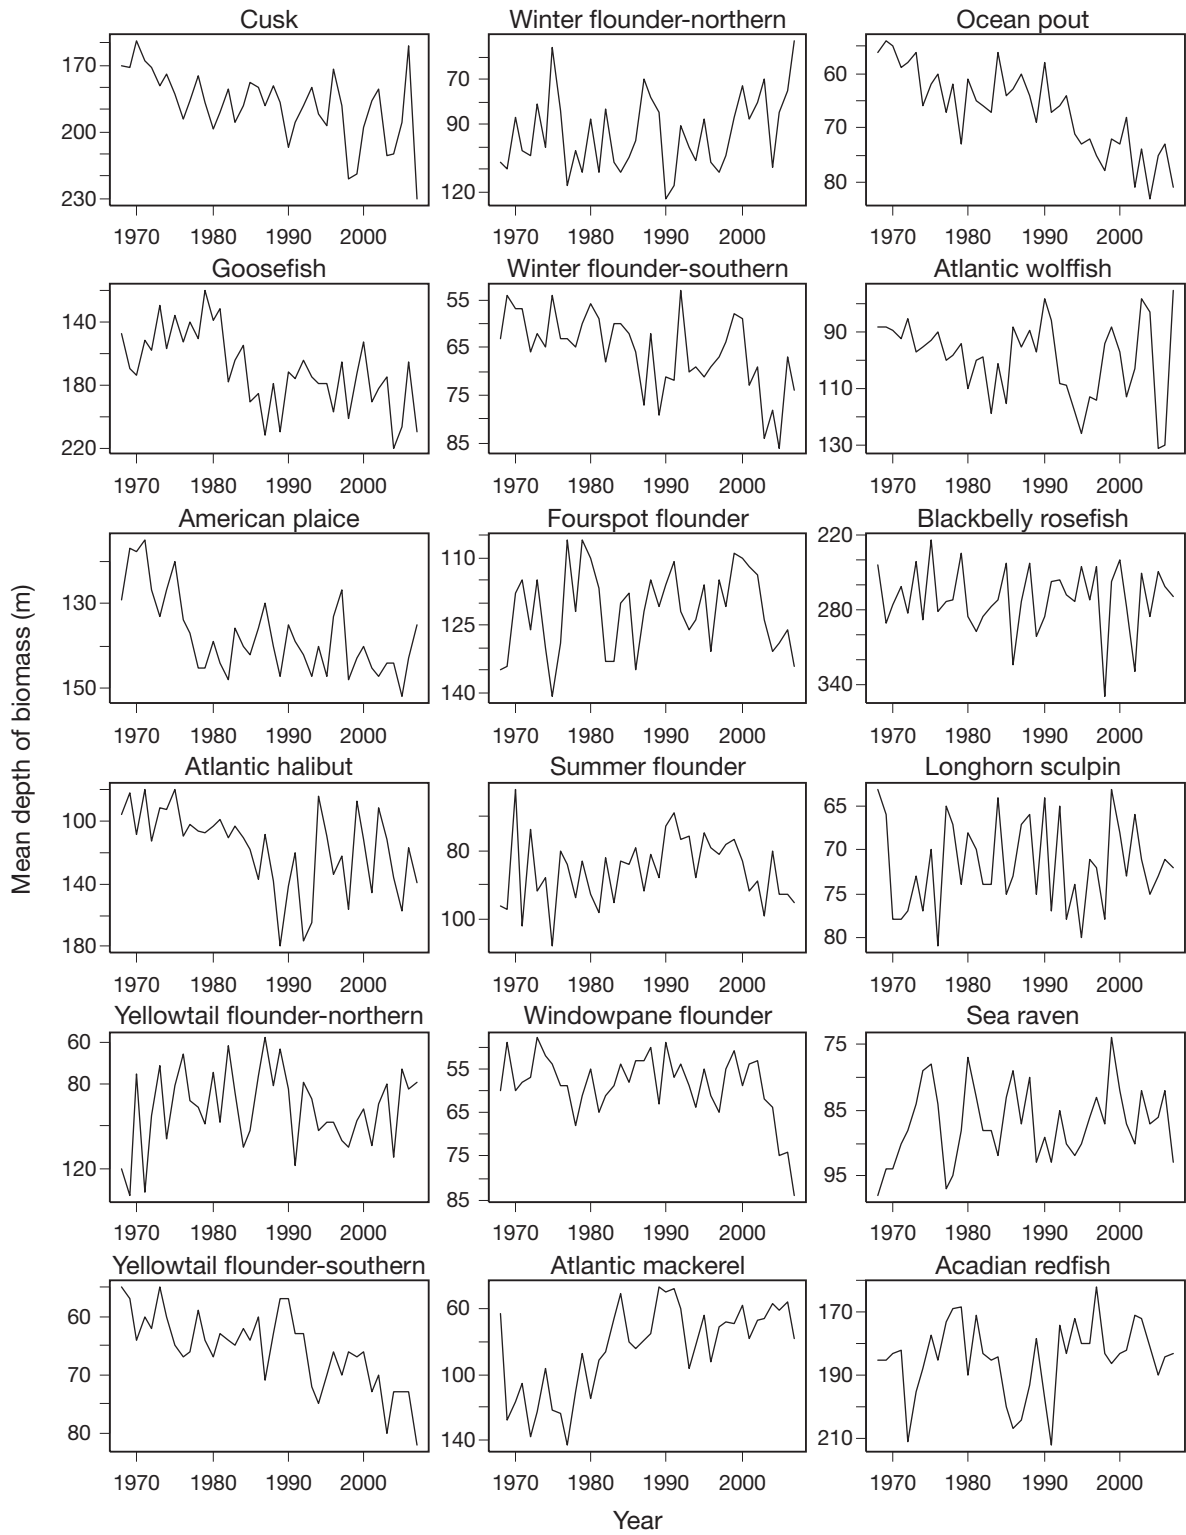 Cusk Winter flounder-northern Ocean pout
170 70 60
200 90 70
230 120 80
1970 1980 1990 2000 1970 1980 1990 2000 1970 1980 1990 2000
Goosefish Winter flounder-southern Atlantic wolffish
140 55 90
180 65 110
220 75 130
85
1970 1980 1990 2000 1970 1980 1990 2000 1970 1980 1990 2000
American plaice Fourspot flounder Blackbelly rosefish
130 110 220
150 125 280
140 340
1970 1980 1990 2000 1970 1980 1990 2000 1970 1980 1990 2000
Mean depth of biomass (m)
Atlantic halibut Summer flounder Longhorn sculpin
100 80 65
140 100 70
180 75
80
1970 1980 1990 2000 1970 1980 1990 2000 1970 1980 1990 2000
Yellowtail flounder-northern Windowpane flounder Sea raven
60 55 75
80 65 85
120 75 95
85
1970 1980 1990 2000 1970 1980 1990 2000 1970 1980 1990 2000
Yellowtail flounder-southern Atlantic mackerel Acadian redfish
60 60 170
70 100 190
80 140 210
1970 1980 1990 2000 1970 1980 1990 2000 1970 1980 1990 2000
Year